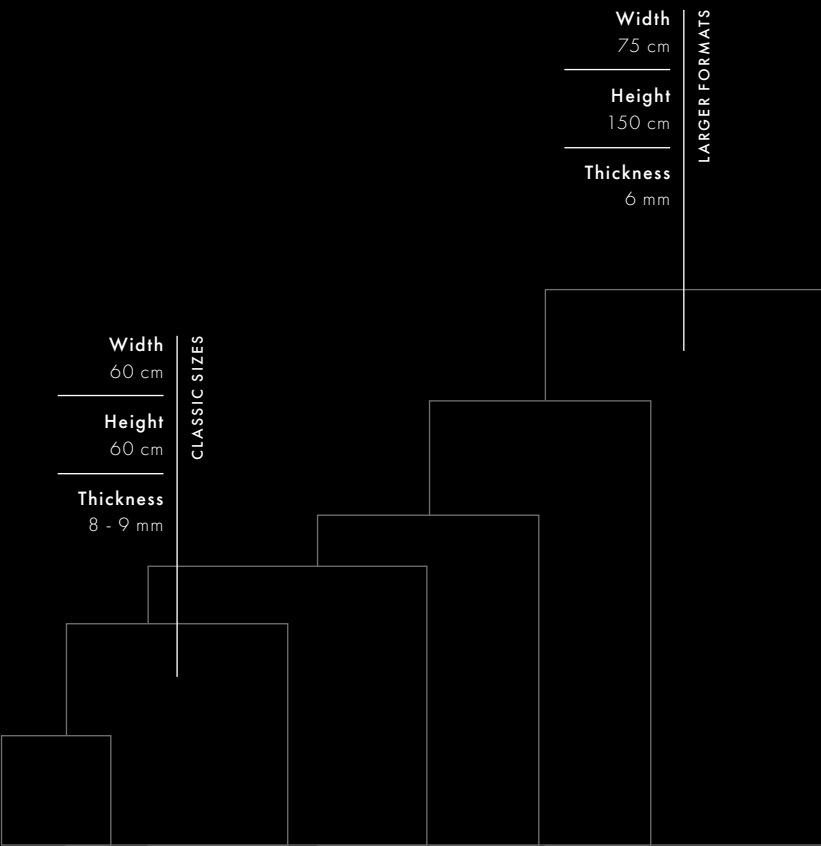 Width
75 cm
Height
150 cm
Thickness
6 mm
LARGER FORMATS
Width
60 cm
Height
60 cm
Thickness
8 - 9 mm
CLASSIC SIZES